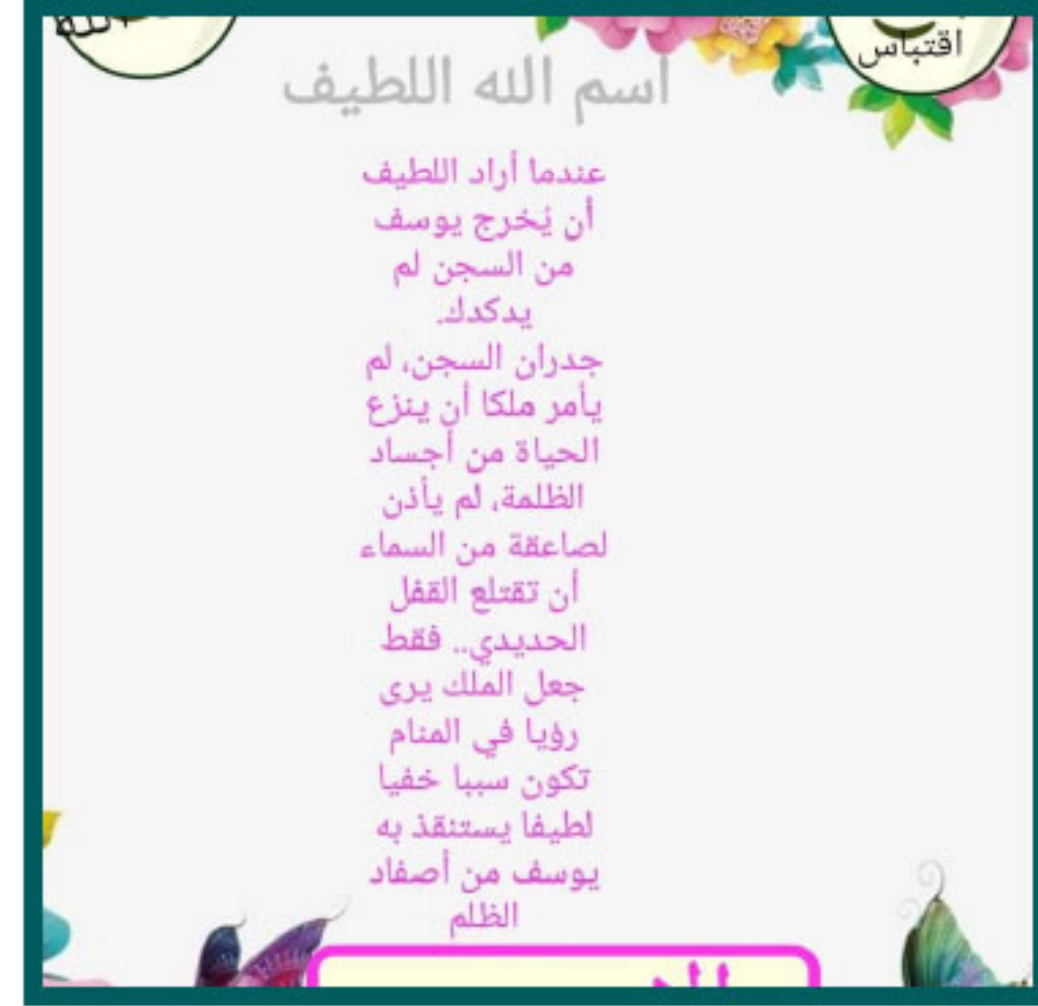 الله
اقتباس
اسم الله اللطيف
عندما أراد اللطيف
أن يُخرج يوسف
من السجن لم
يدكدك.
جدران السجن، لم
يأمر ملكا أن ينزع
الحياة من أجساد
الظلمة، لم يأذن
لصاعقة من السماء
أن تقتلع القفل
الحديدي.. فقط
جعل الملك يرى
رؤيا في المنام
تكون سببا خفيا
لطيفا يستنقذ به
يوسف من أصفاد
الظلم